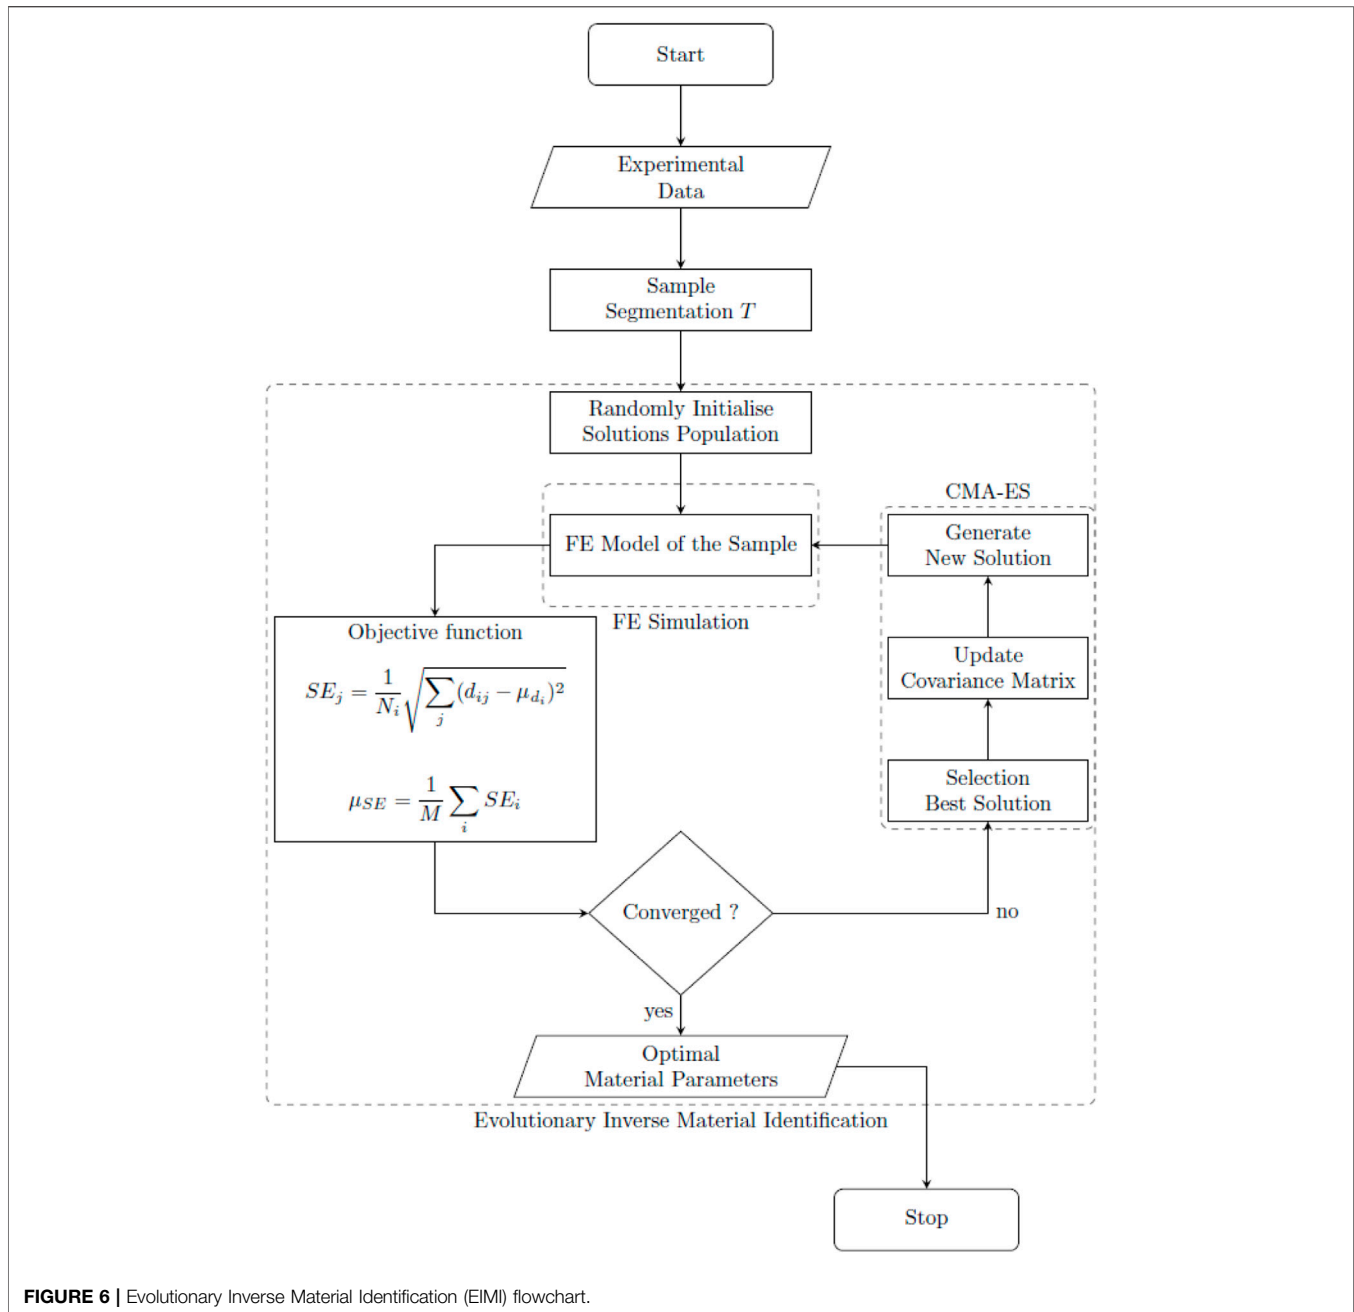 Start
Experimental
Data
Sample
Segmentation T
Randomly Initialise
Solutions Population
FE Model of the Sample
FE Simulation
Objective function
SE_j = \frac{1}{N_i}\sqrt{\sum_j (d_{ij} - \mu_{d_i})^2}
\mu_{SE} = \frac{1}{M}\sum_i SE_i
Converged ?
no
CMA-ES
Generate
New Solution
Update
Covariance Matrix
Selection
Best Solution
yes
Optimal
Material Parameters
Evolutionary Inverse Material Identification
Stop
FIGURE 6 | Evolutionary Inverse Material Identification (EIMI) flowchart.